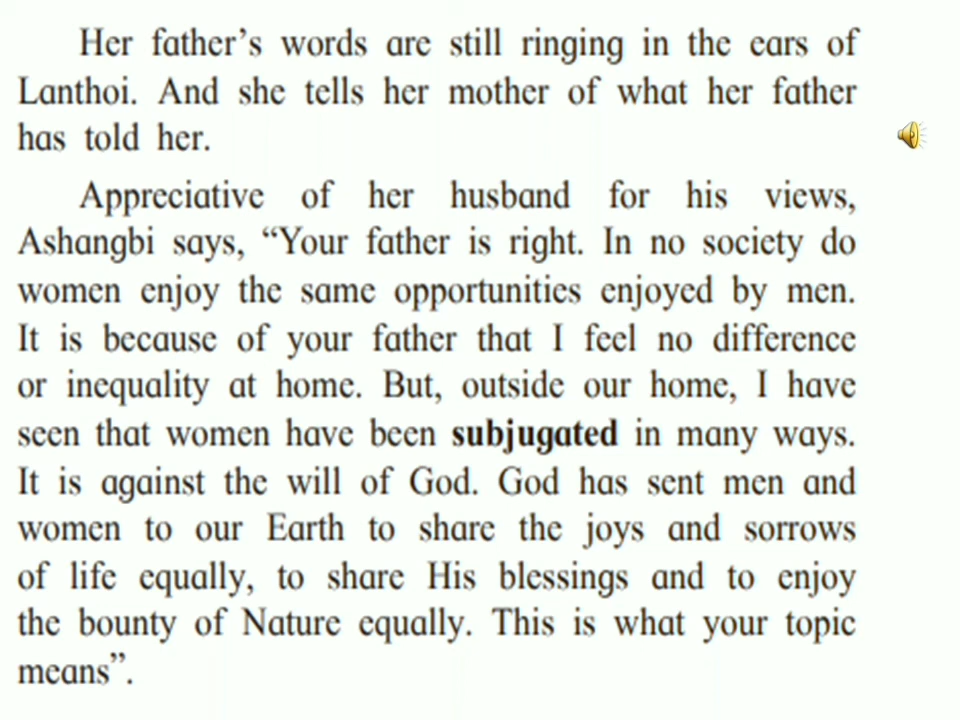 Her father’s words are still ringing in the ears of
Lanthoi. And she tells her mother of what her father
has told her.
Appreciative of her husband for his views,
Ashangbi says, “Your father is right. In no society do
women enjoy the same opportunities enjoyed by men.
It is because of your father that I feel no difference
or inequality at home. But, outside our home, I have
seen that women have been subjugated in many ways.
It is against the will of God. God has sent men and
women to our Earth to share the joys and sorrows
of life equally, to share His blessings and to enjoy
the bounty of Nature equally. This is what your topic
means”.